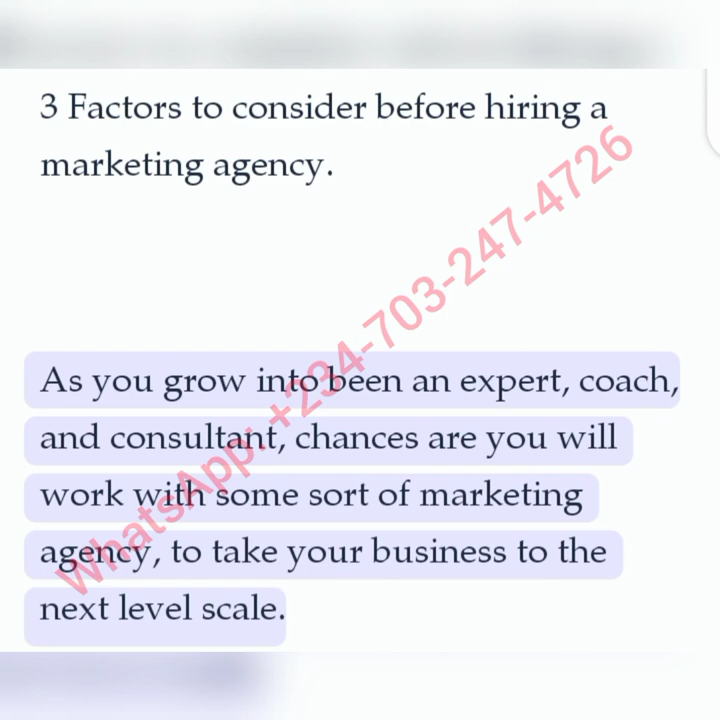 3 Factors to consider before hiring a
marketing agency.
WhatsApp: +234-703-247-4726
As you grow into been an expert, coach,
and consultant, chances are you will
work with some sort of marketing
agency, to take your business to the
next level scale.